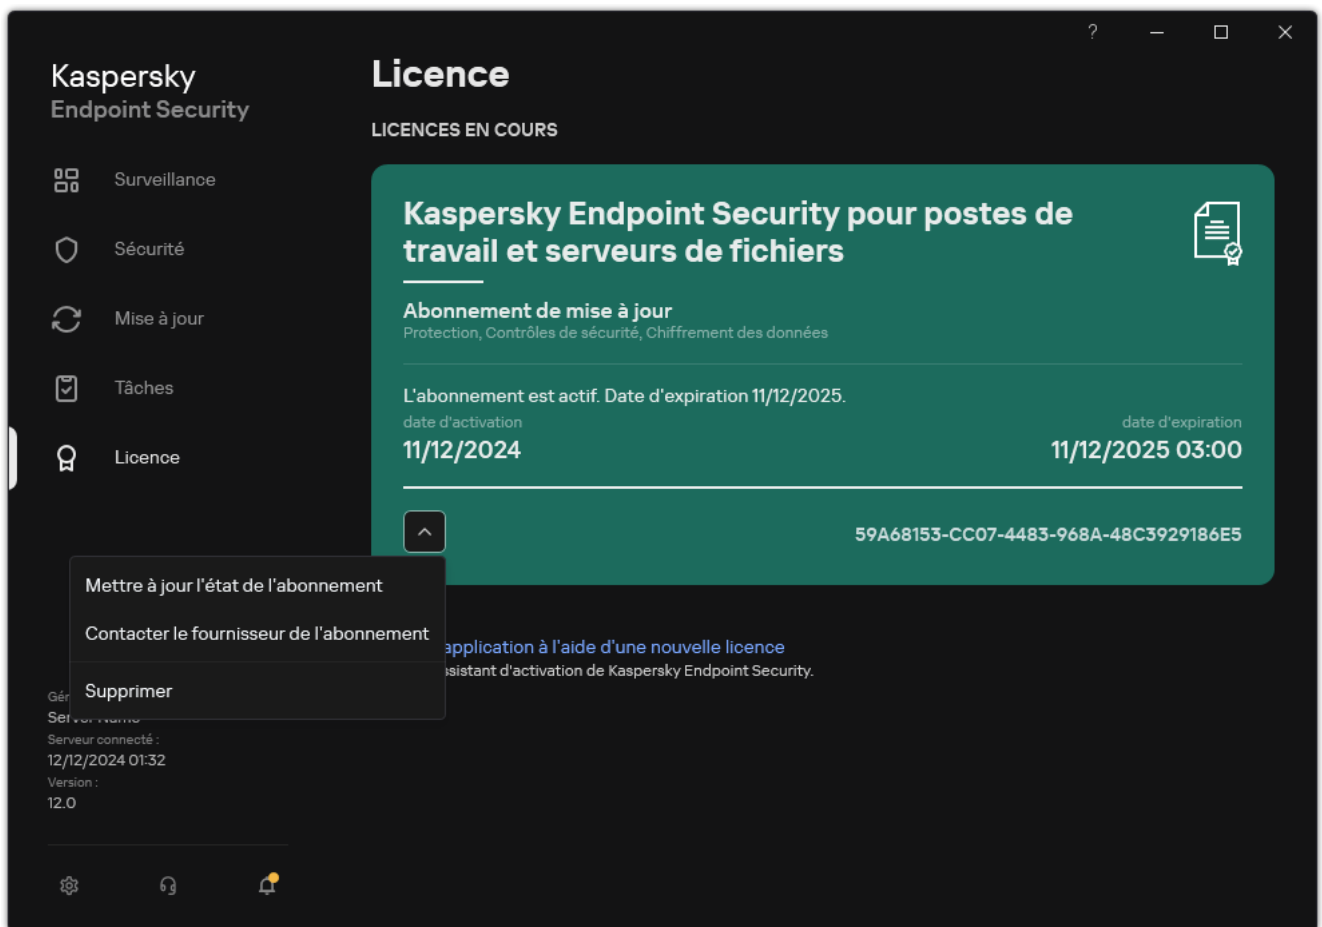 ?
Kaspersky
Endpoint Security
Surveillance
Sécurité
Mise à jour
Tâches
Licence
Licence
LICENCES EN COURS
Kaspersky Endpoint Security pour postes de
travail et serveurs de fichiers
Abonnement de mise à jour
Protection, Contrôles de sécurité, Chiffrement des données
L'abonnement est actif. Date d'expiration 11/12/2025.
date d'activation
date d'expiration
11/12/2024
11/12/2025 03:00
59A68153-CC07-4483-968A-48C3929186E5
Mettre à jour l'état de l'abonnement
Contacter le fournisseur de l'abonnement
Supprimer
application à l'aide d'une nouvelle licence
d'activation de Kaspersky Endpoint Security.
Serveur connecté :
12/12/2024 01:32
Version :
12.0